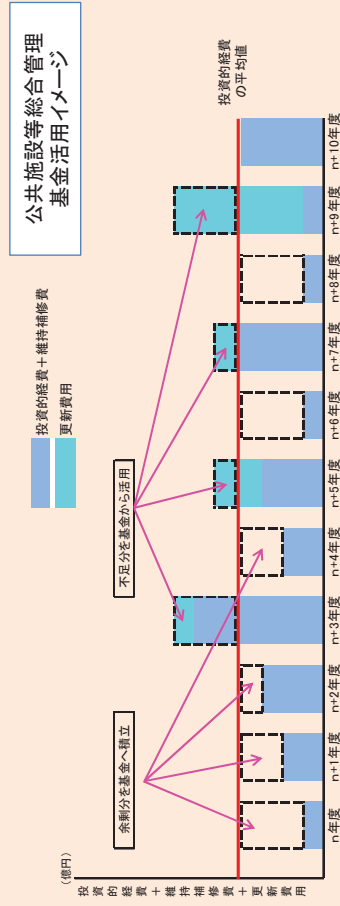 公共施設等総合管理
基金活用イメージ
投資的経費＋維持補修費
更新費用
投資的経費
の平均値
不足分を基金から活用
余剰分を基金へ積立
（億円）
投資的経費＋維持補修費＋更新費用
n年度
n+1年度
n+2年度
n+3年度
n+4年度
n+5年度
n+6年度
n+7年度
n+8年度
n+9年度
n+10年度